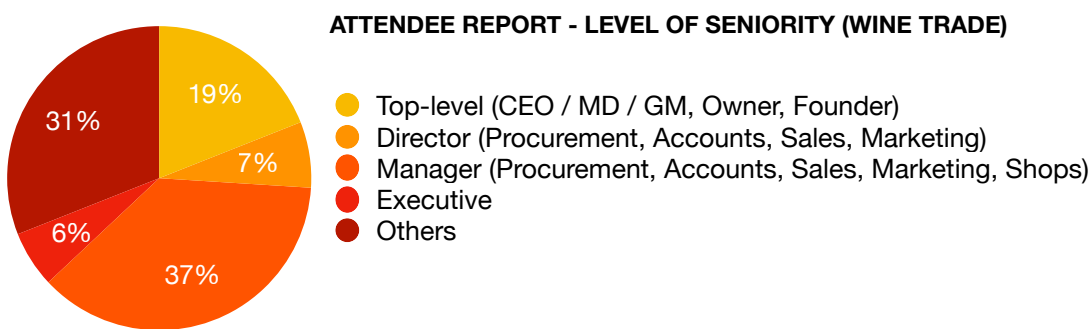 ATTENDEE REPORT - LEVEL OF SENIORITY (WINE TRADE)
19%
31%
Top-level (CEO / MD / GM, Owner, Founder)
Director (Procurement, Accounts, Sales, Marketing)
7%
Manager (Procurement, Accounts, Sales, Marketing, Shops)
Executive
6%
Others
37%